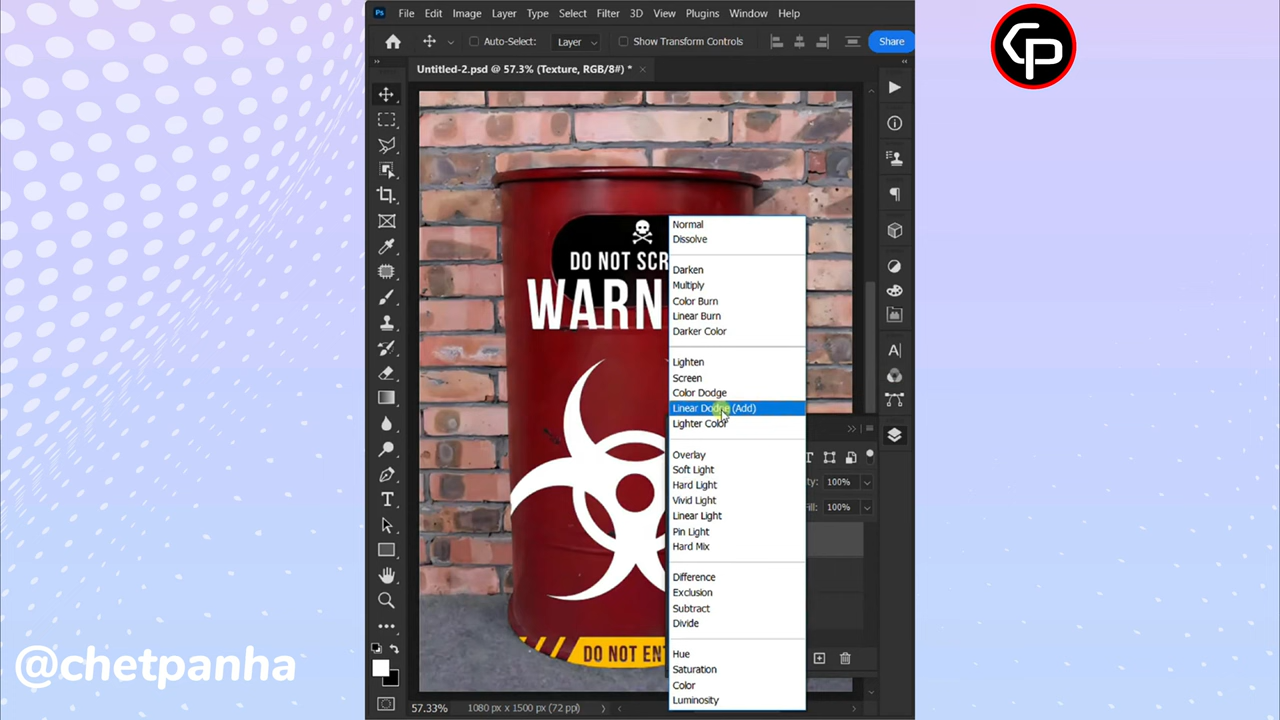 Ps File Edit Image Layer Type Select Filter 3D View Plugins Window Help
Auto-Select: Layer Show Transform Controls Share
Untitled-2.psd @ 57.3% (Texture, RGB/8#) *
CP
DO NOT SCR
WARN
DO NOT ENT
Normal
Dissolve
Darken
Multiply
Color Burn
Linear Burn
Darker Color
Lighten
Screen
Color Dodge
Linear Dodge (Add)
Lighter Color
Overlay
Soft Light
Hard Light
Vivid Light
Linear Light
Pin Light
Hard Mix
Difference
Exclusion
Subtract
Divide
Hue
Saturation
Color
Luminosity
100%
ill: 100%
57.33% 1080 px x 1500 px (72 ppi)